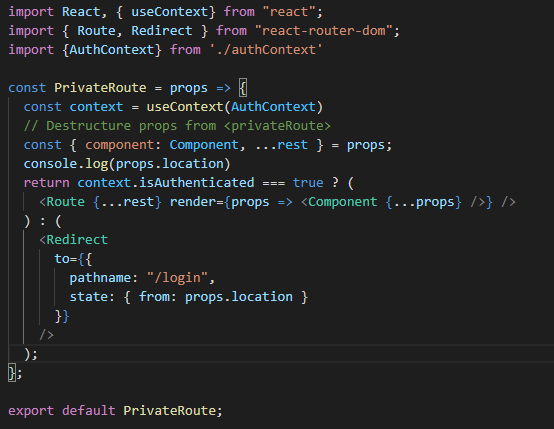 import React, { useContext} from "react";
import { Route, Redirect } from "react-router-dom";
import {AuthContext} from './authContext'

const PrivateRoute = props => {
  const context = useContext(AuthContext)
  // Destructure props from <privateRoute>
  const { component: Component, ...rest } = props;
  console.log(props.location)
  return context.isAuthenticated === true ? (
    <Route {...rest} render={props => <Component {...props} />} />
  ) : (
    <Redirect
      to={{
        pathname: "/login",
        state: { from: props.location }
      }}
    />
  );
};

export default PrivateRoute;